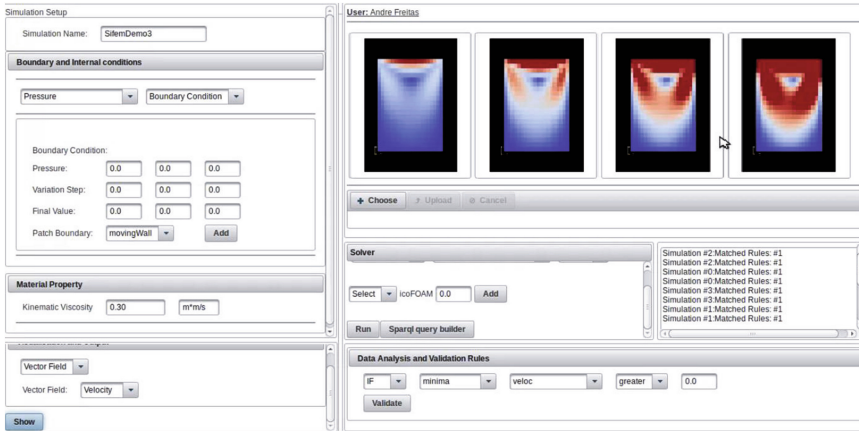 Simulation Setup
Simulation Name: SifemDemo3
Boundary and Internal conditions
Pressure Boundary Condition
Boundary Condition:
Pressure: 0.0 0.0 0.0
Variation Step: 0.0 0.0 0.0
Final Value: 0.0 0.0 0.0
Patch Boundary: movingWall Add
Material Property
Kinematic Viscosity 0.30 m*m/s
Vector Field
Vector Field: Velocity
Show
User: Andre Freitas
Choose Upload Cancel
Solver
Select icoFOAM 0.0 Add
Run Sparql query builder
Simulation #2:Matched Rules: #1
Simulation #2:Matched Rules: #1
Simulation #0:Matched Rules: #1
Simulation #0:Matched Rules: #1
Simulation #3:Matched Rules: #1
Simulation #3:Matched Rules: #1
Simulation #1:Matched Rules: #1
Simulation #1:Matched Rules: #1
Data Analysis and Validation Rules
IF minima veloc greater 0.0
Validate